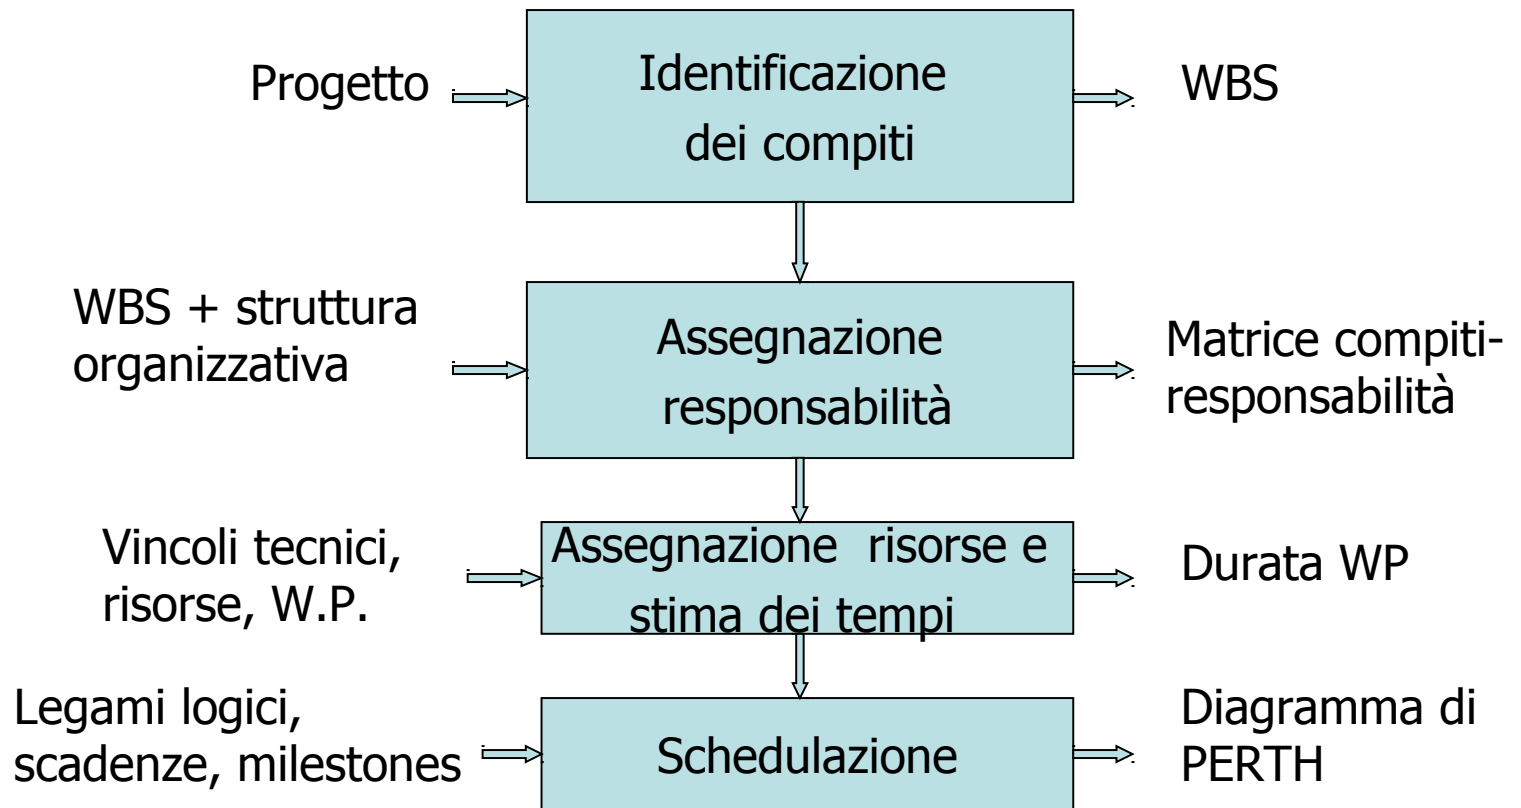 Progetto
Identificazione
dei compiti
WBS
WBS + struttura
organizzativa
Assegnazione
responsabilità
Matrice compiti-
responsabilità
Vincoli tecnici,
risorse, W.P.
Assegnazione risorse e
stima dei tempi
Durata WP
Legami logici,
scadenze, milestones
Schedulazione
Diagramma di
PERTH